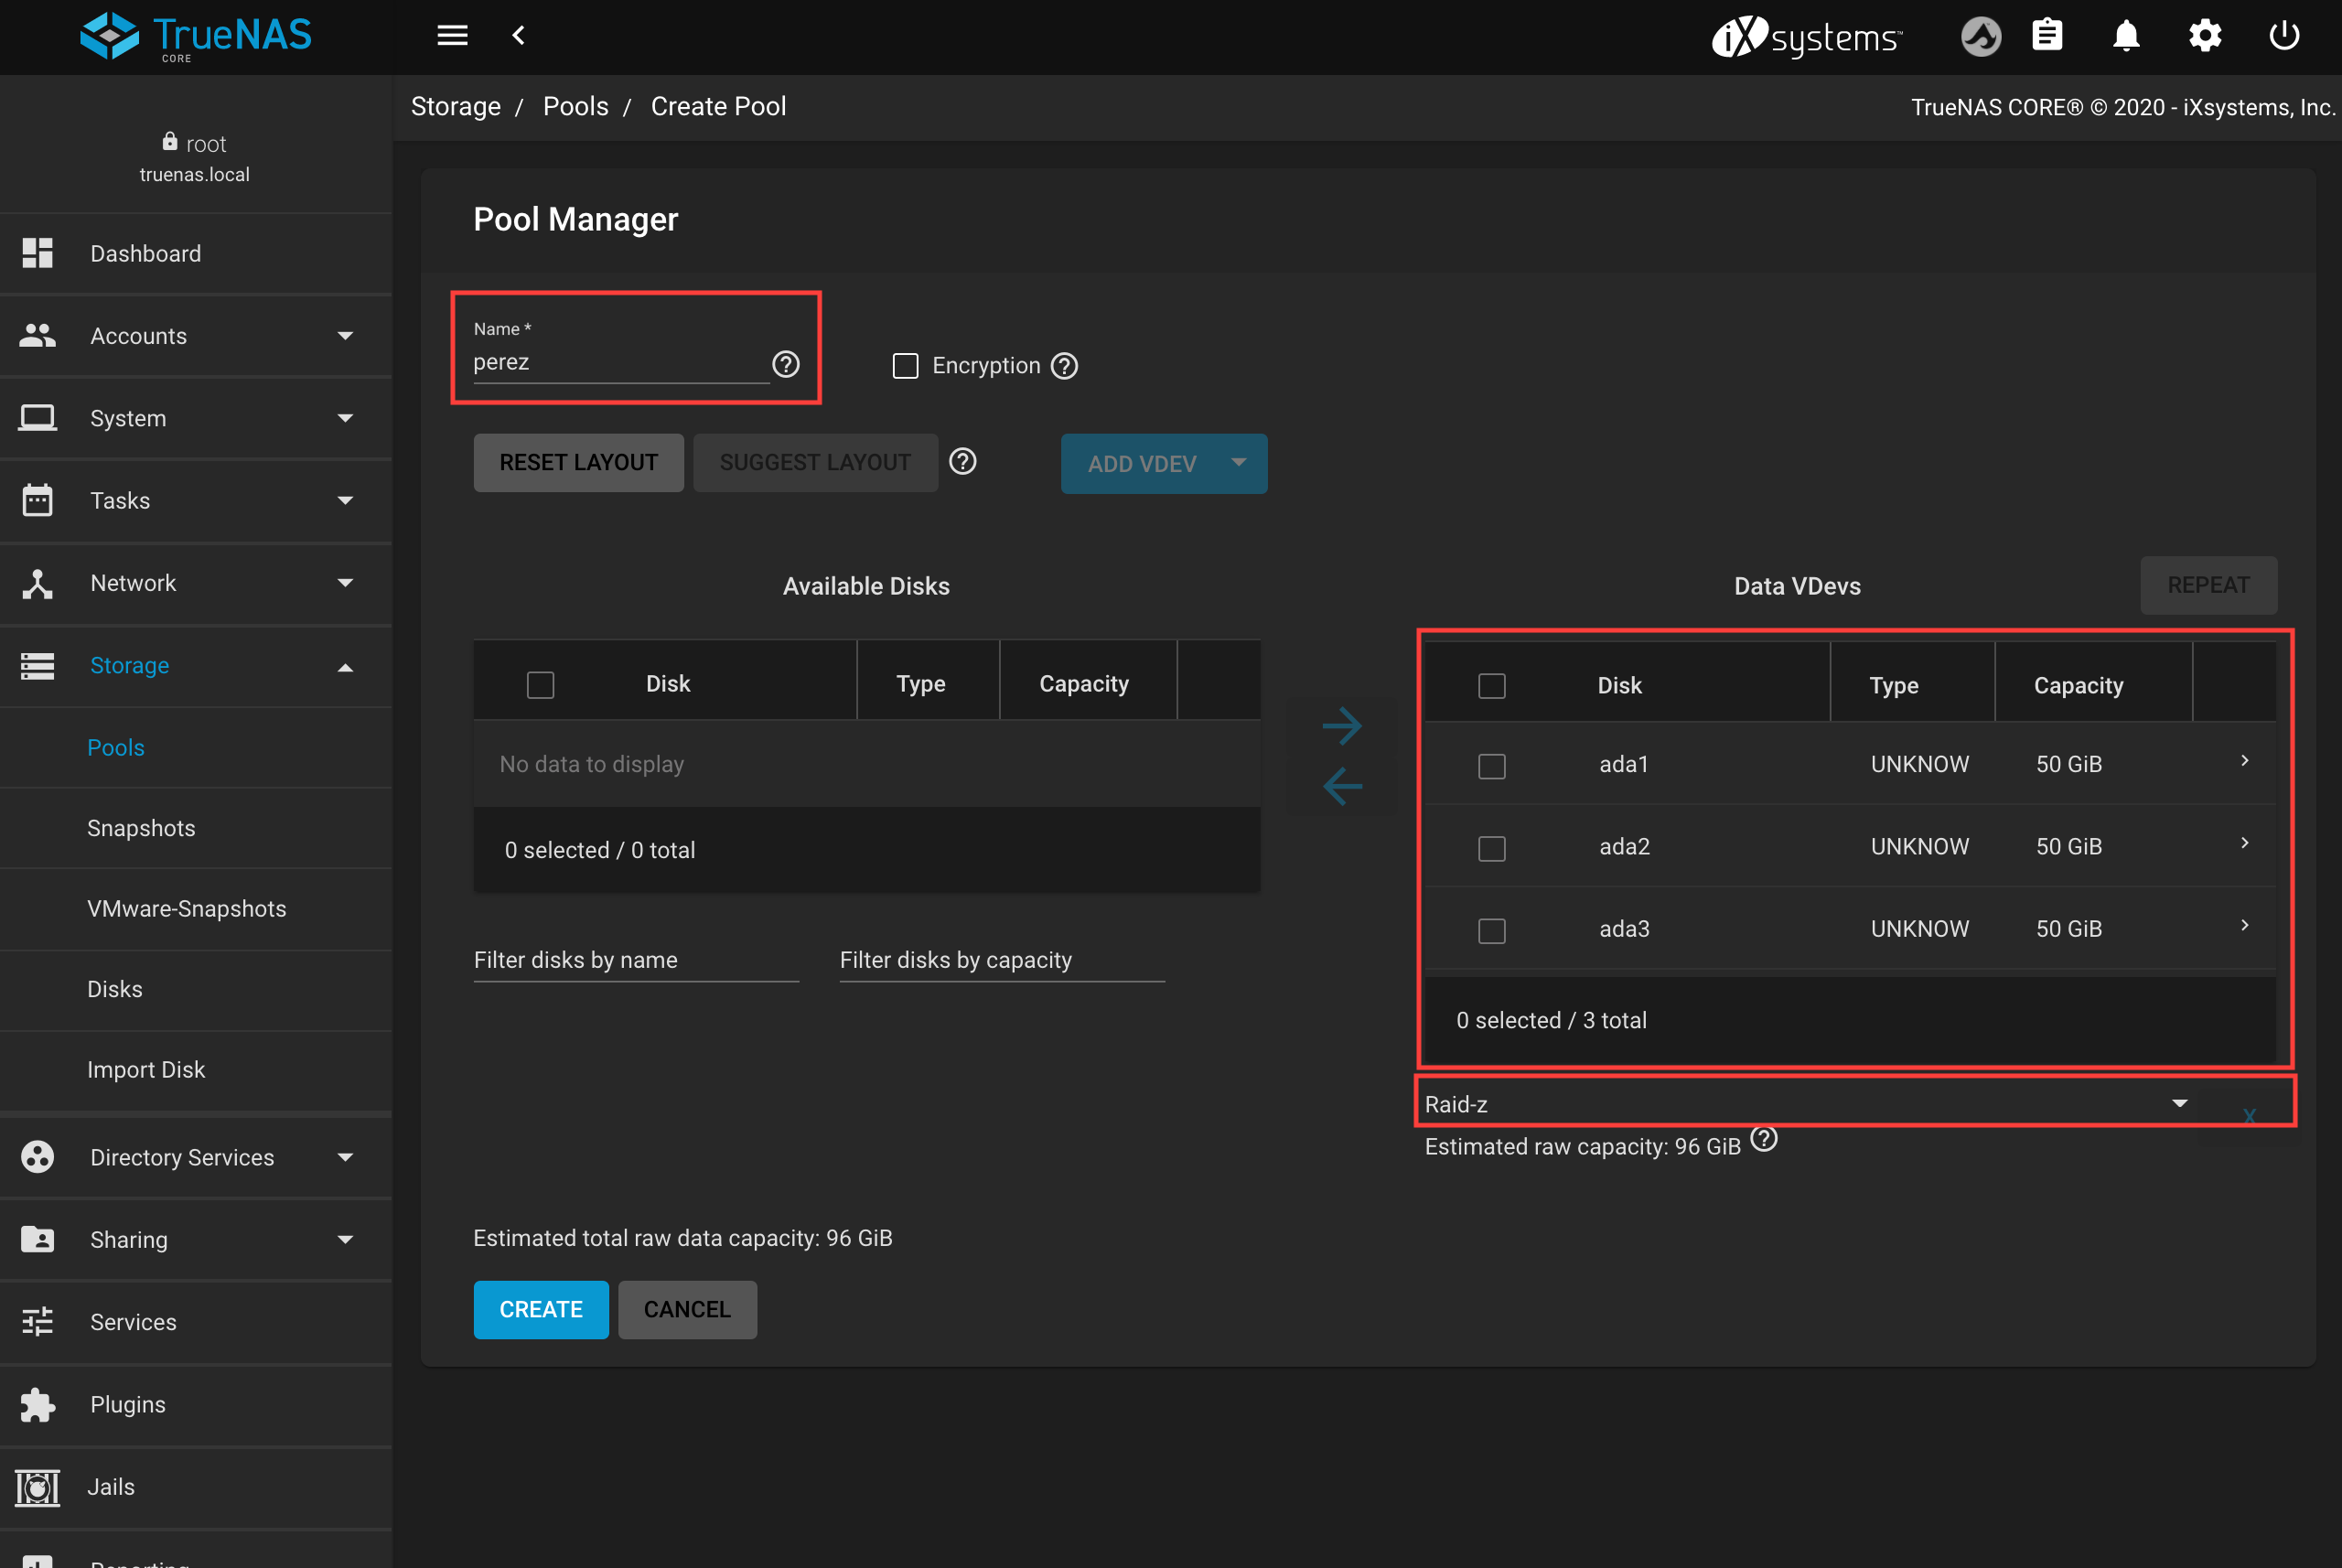 TrueNAS
CORE
iXsystems™
root
truenas.local
Storage / Pools / Create Pool
TrueNAS CORE® © 2020 - iXsystems, Inc.
Dashboard
Accounts
System
Tasks
Network
Storage
Pools
Snapshots
VMware-Snapshots
Disks
Import Disk
Directory Services
Sharing
Services
Plugins
Jails
Reporting
Pool Manager
Name *
perez
Encryption
RESET LAYOUT
SUGGEST LAYOUT
ADD VDEV
Available Disks
Disk Type Capacity
No data to display
0 selected / 0 total
Filter disks by name Filter disks by capacity
Data VDevs
REPEAT
Disk Type Capacity
ada1 UNKNOW 50 GiB
ada2 UNKNOW 50 GiB
ada3 UNKNOW 50 GiB
0 selected / 3 total
Raid-z
X
Estimated raw capacity: 96 GiB
Estimated total raw data capacity: 96 GiB
CREATE
CANCEL